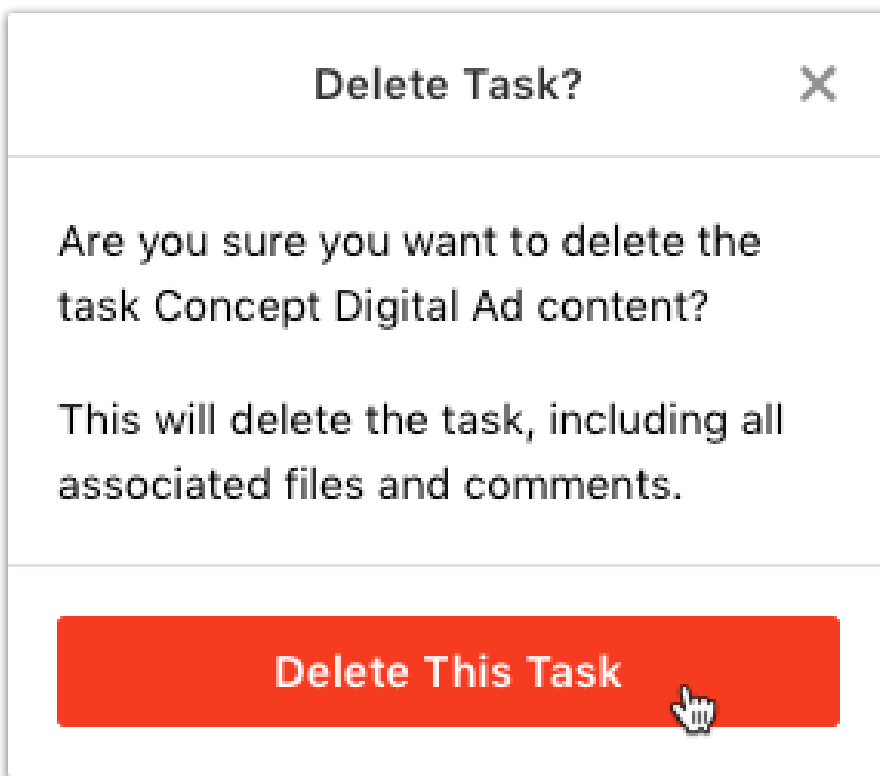 Delete Task?
Are you sure you want to delete the
task Concept Digital Ad content?
This will delete the task, including all
associated files and comments.
Delete This Task